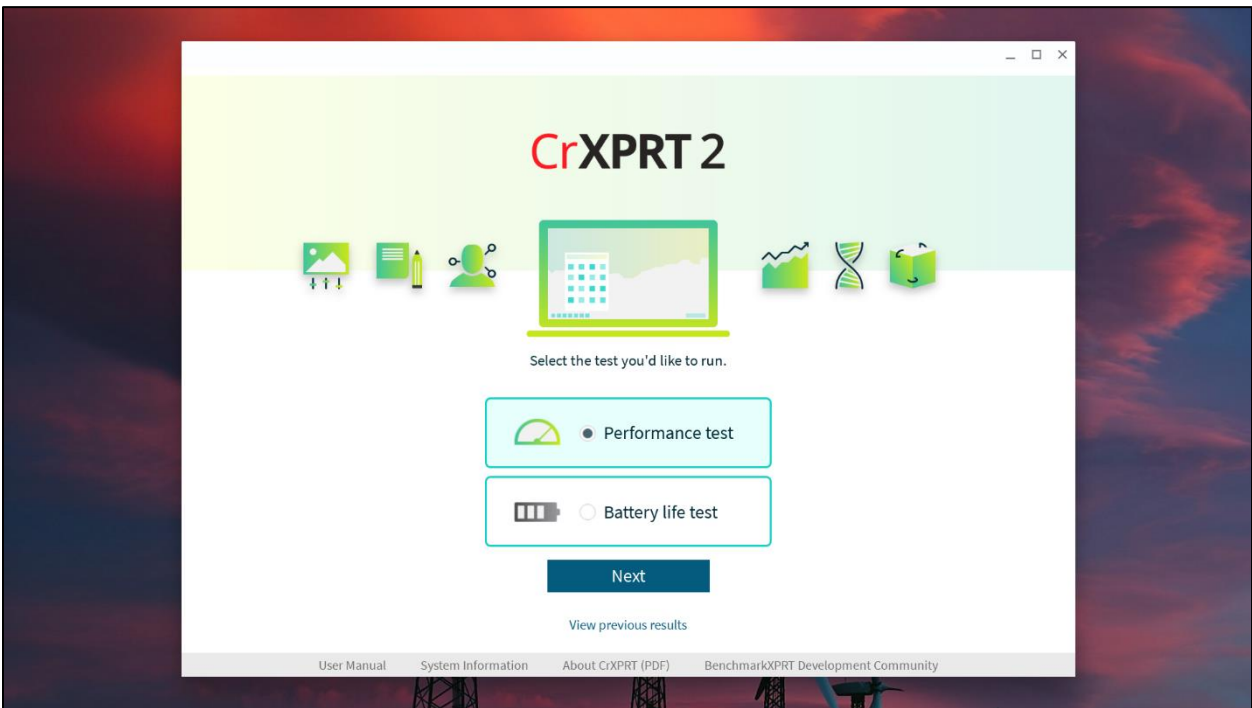 CrXPRT 2
Select the test you'd like to run.
Performance test
Battery life test
Next
View previous results
User Manual System Information About CrXPRT (PDF) BenchmarkXPRT Development Community